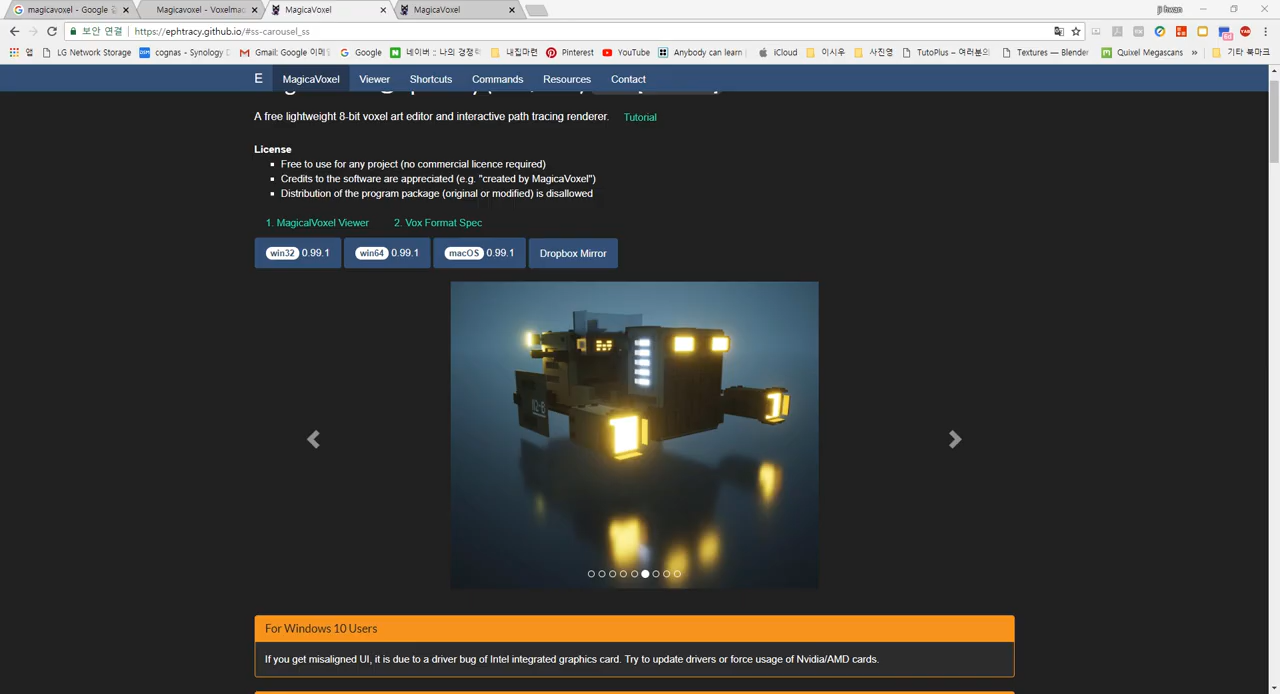 magicavoxel - Google
Magicavoxel - Voxelmac
MagicaVoxel
MagicaVoxel
ji hwan
보안 연결
https://ephtracy.github.io/#ss-carousel_ss
앱
LG Network Storage
cognas - Synology D
Gmail: Google 이메
Google
네이버 :: 나의 경쟁력
내집마련
Pinterest
YouTube
Anybody can learn
iCloud
이시우
사진영
TutoPlus – 여러분의
Textures — Blender
Quixel Megascans
»
기타 북마크
E
MagicaVoxel
Viewer
Shortcuts
Commands
Resources
Contact
A free lightweight 8-bit voxel art editor and interactive path tracing renderer.
Tutorial
License
Free to use for any project (no commercial licence required)
Credits to the software are appreciated (e.g. "created by MagicaVoxel")
Distribution of the program package (original or modified) is disallowed
1. MagicalVoxel Viewer
2. Vox Format Spec
win32 0.99.1
win64 0.99.1
macOS 0.99.1
Dropbox Mirror
For Windows 10 Users
If you get misaligned UI, it is due to a driver bug of Intel integrated graphics card. Try to update drivers or force usage of Nvidia/AMD cards.